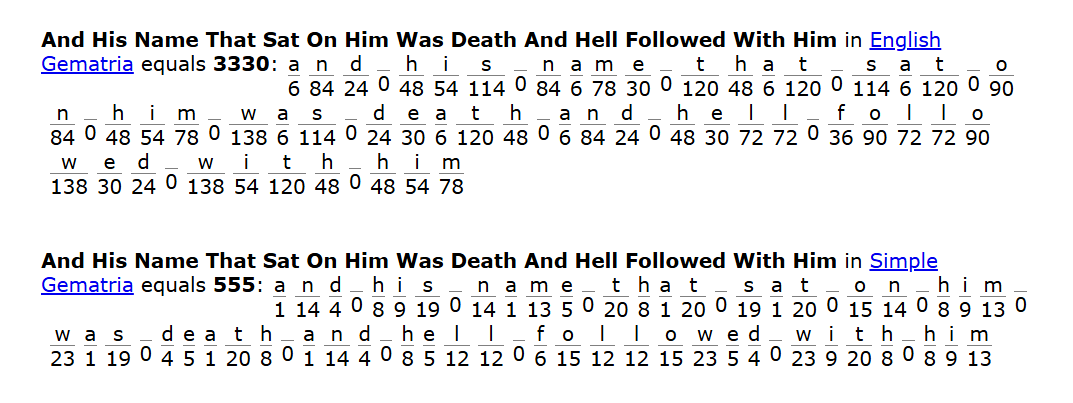 And His Name That Sat On Him Was Death And Hell Followed With Him in English
Gematria equals 3330: a n d _ h i s _ n a m e _ t h a t _ s a t _ o
6 84 24 0 48 54 114 0 84 6 78 30 0 120 48 6 120 0 114 6 120 0 90
n _ h i m _ w a s _ d e a t h _ a n d _ h e l l _ f o l l o
84 0 48 54 78 0 138 6 114 0 24 30 6 120 48 0 6 84 24 0 48 30 72 72 0 36 90 72 72 90
w e d _ w i t h _ h i m
138 30 24 0 138 54 120 48 0 48 54 78
And His Name That Sat On Him Was Death And Hell Followed With Him in Simple
Gematria equals 555: a n d _ h i s _ n a m e _ t h a t _ s a t _ o n _ h i m _
1 14 4 0 8 9 19 0 14 1 13 5 0 20 8 1 20 0 19 1 20 0 15 14 0 8 9 13 0
w a s _ d e a t h _ a n d _ h e l l _ f o l l o w e d _ w i t h _ h i m
23 1 19 0 4 5 1 20 8 0 1 14 4 0 8 5 12 12 0 6 15 12 12 15 23 5 4 0 23 9 20 8 0 8 9 13